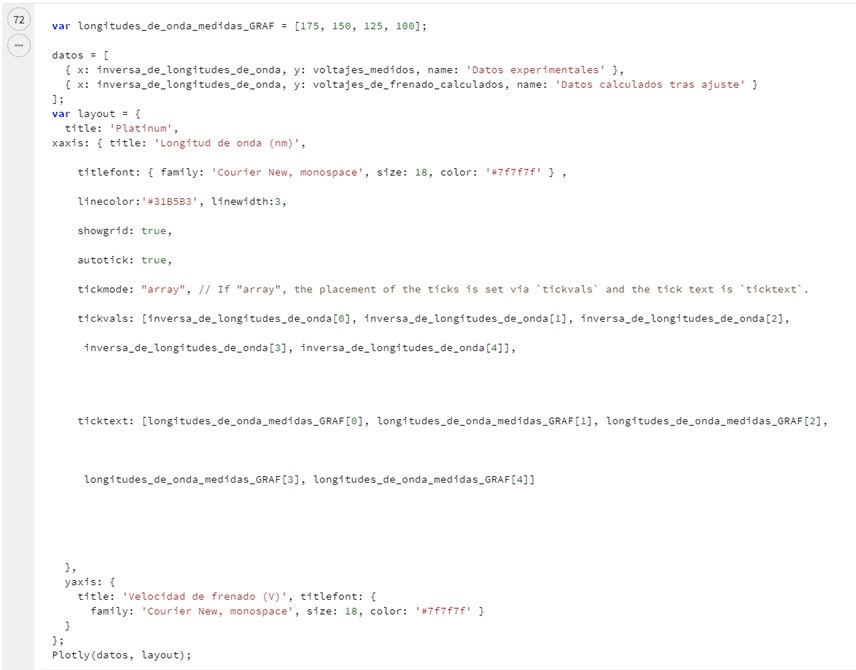 72
var longitudes_de_onda_medidas_GRAF = [175, 150, 125, 100];
datos = [
{ x: inversa_de_longitudes_de_onda, y: voltajes_medidos, name: 'Datos experimentales' },
{ x: inversa_de_longitudes_de_onda, y: voltajes_de_frenado_calculados, name: 'Datos calculados tras ajuste' }
];
var layout = {
title: 'Platinum',
xaxis: { title: 'Longitud de onda (nm)',
titlefont: { family: 'Courier New, monospace', size: 18, color: '#7f7f7f' } ,
linecolor:'#31B5B3', linewidth:3,
showgrid: true,
autotick: true,
tickmode: "array", // If "array", the placement of the ticks is set via `tickvals` and the tick text is `ticktext`.
tickvals: [inversa_de_longitudes_de_onda[0], inversa_de_longitudes_de_onda[1], inversa_de_longitudes_de_onda[2],
inversa_de_longitudes_de_onda[3], inversa_de_longitudes_de_onda[4]],
ticktext: [longitudes_de_onda_medidas_GRAF[0], longitudes_de_onda_medidas_GRAF[1], longitudes_de_onda_medidas_GRAF[2],
longitudes_de_onda_medidas_GRAF[3], longitudes_de_onda_medidas_GRAF[4]]
},
yaxis: {
title: 'Velocidad de frenado (V)', titlefont: {
family: 'Courier New, monospace', size: 18, color: '#7f7f7f' }
}
};
Plotly(datos, layout);